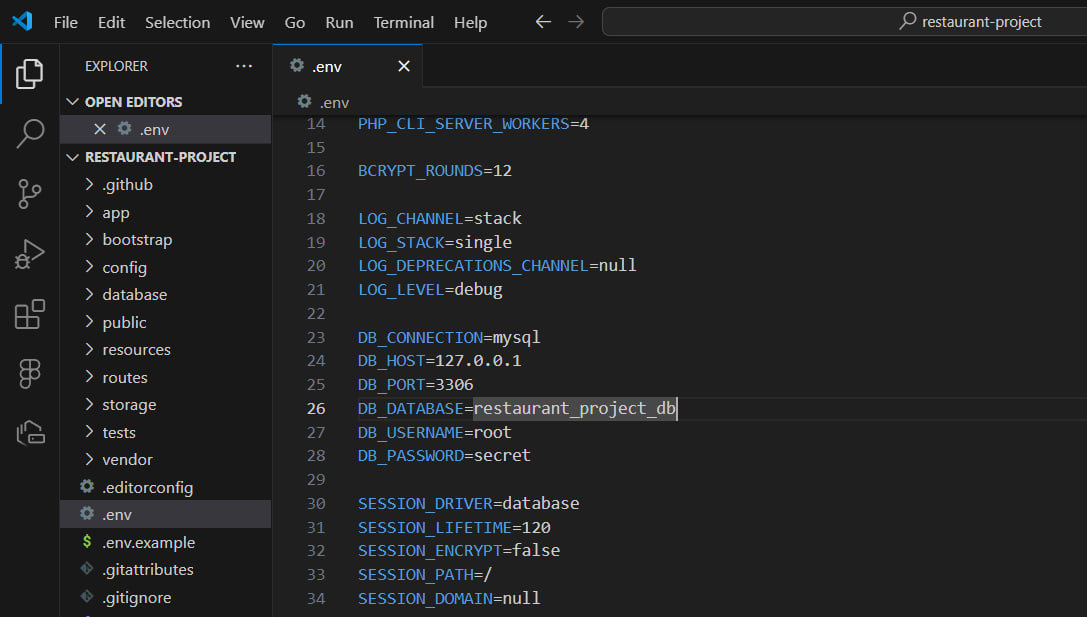 File Edit Selection View Go Run Terminal Help
restaurant-project
EXPLORER
OPEN EDITORS
.env
RESTAURANT-PROJECT
.github
app
bootstrap
config
database
public
resources
routes
storage
tests
vendor
.editorconfig
.env
.env.example
.gitattributes
.gitignore
.env
.env
14 PHP_CLI_SERVER_WORKERS=4
15
16 BCRYPT_ROUNDS=12
17
18 LOG_CHANNEL=stack
19 LOG_STACK=single
20 LOG_DEPRECATIONS_CHANNEL=null
21 LOG_LEVEL=debug
22
23 DB_CONNECTION=mysql
24 DB_HOST=127.0.0.1
25 DB_PORT=3306
26 DB_DATABASE=restaurant_project_db
27 DB_USERNAME=root
28 DB_PASSWORD=secret
29
30 SESSION_DRIVER=database
31 SESSION_LIFETIME=120
32 SESSION_ENCRYPT=false
33 SESSION_PATH=/
34 SESSION_DOMAIN=null